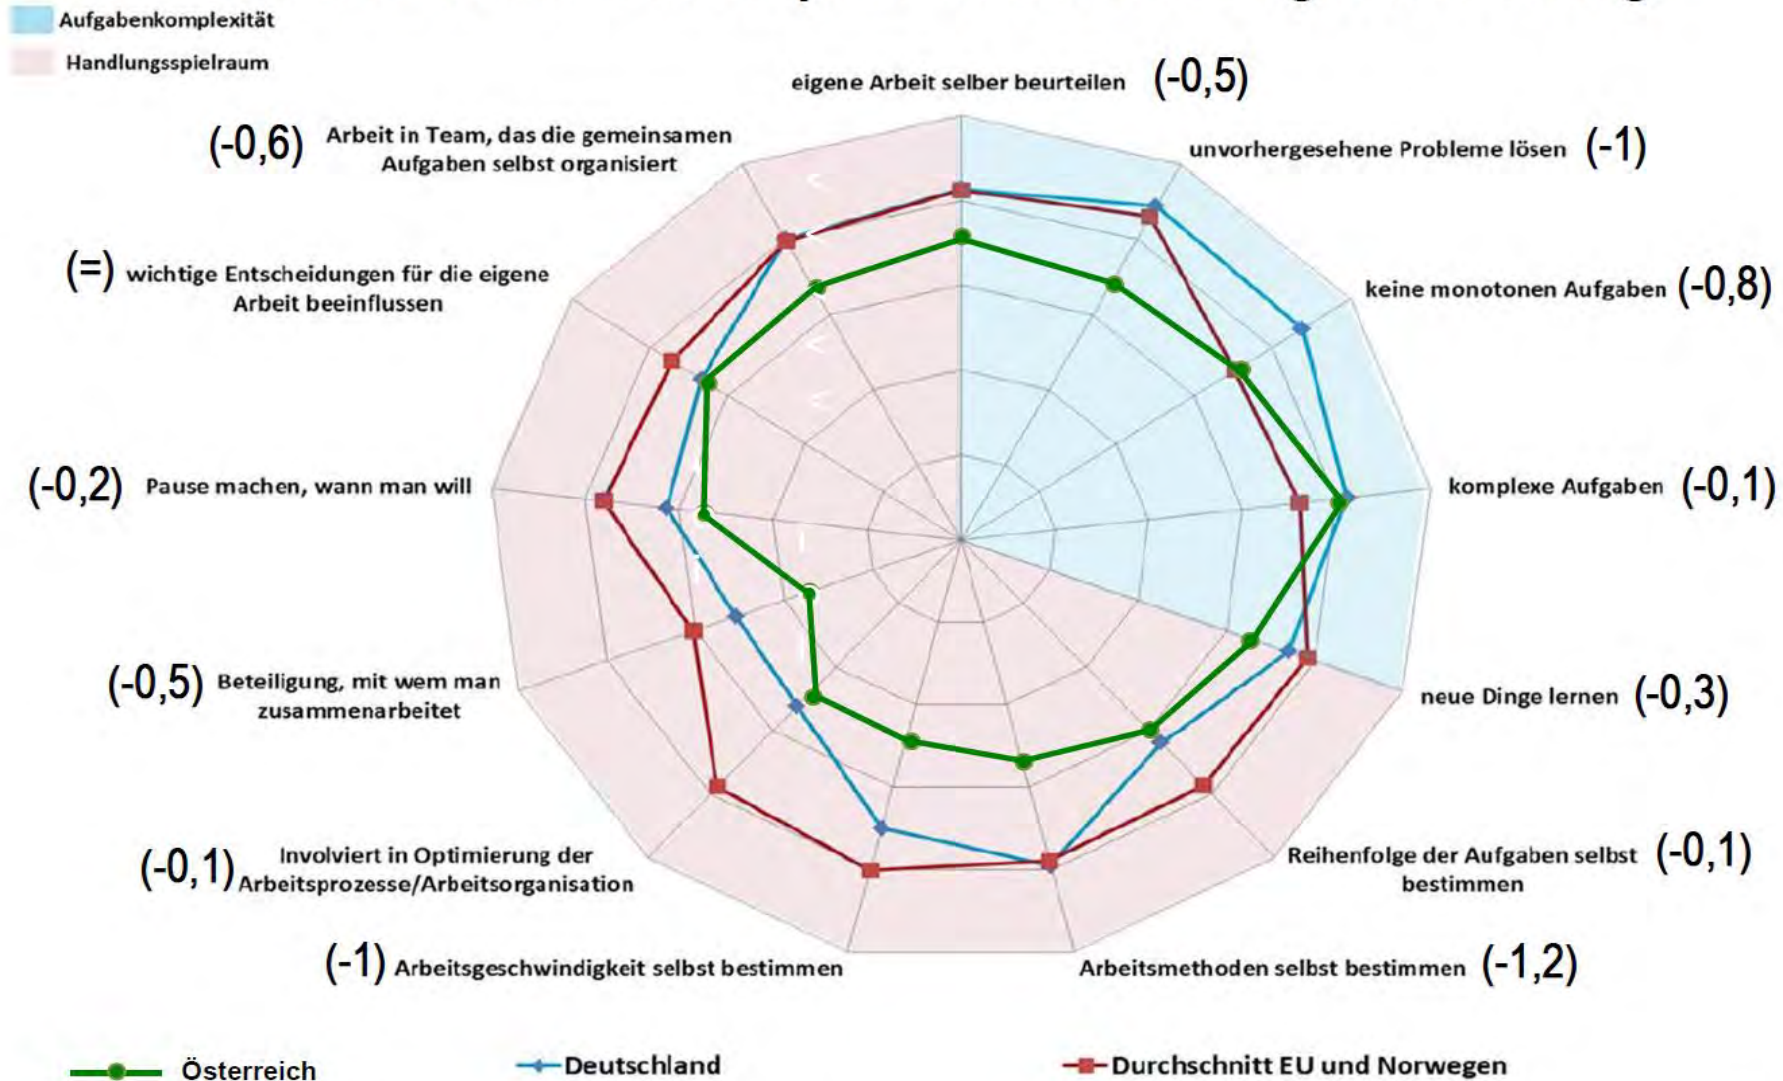 Aufgabenkomplexität
Handlungsspielraum
eigene Arbeit selber beurteilen (-0,5)
unvorhergesehene Probleme lösen (-1)
keine monotonen Aufgaben (-0,8)
komplexe Aufgaben (-0,1)
neue Dinge lernen (-0,3)
Reihenfolge der Aufgaben selbst (-0,1)
bestimmen
Arbeitsmethoden selbst bestimmen (-1,2)
(-1) Arbeitsgeschwindigkeit selbst bestimmen
(-0,1) Involviert in Optimierung der
Arbeitsprozesse/Arbeitsorganisation
(-0,5) Beteiligung, mit wem man
zusammenarbeitet
(-0,2) Pause machen, wann man will
(=) wichtige Entscheidungen für die eigene
Arbeit beeinflussen
(-0,6) Arbeit in Team, das die gemeinsamen
Aufgaben selbst organisiert
Österreich
Deutschland
Durchschnitt EU und Norwegen